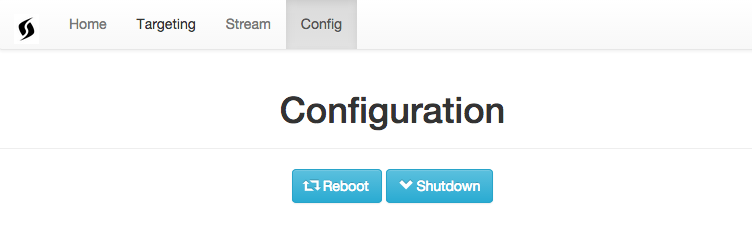 Home Targeting Stream Config
Configuration
Reboot Shutdown